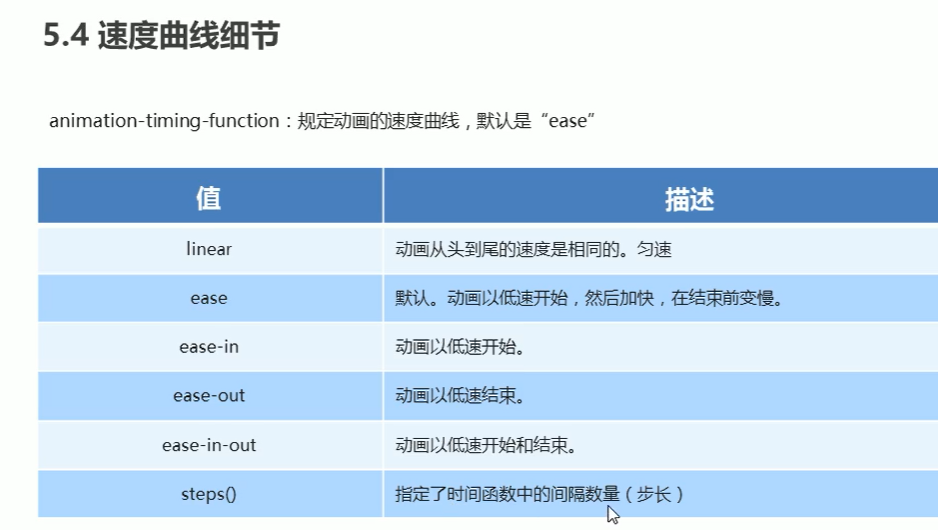 5.4 速度曲线细节
animation-timing-function：规定动画的速度曲线，默认是“ease”
值 描述
linear 动画从头到尾的速度是相同的。匀速
ease 默认。动画以低速开始，然后加快，在结束前变慢。
ease-in 动画以低速开始。
ease-out 动画以低速结束。
ease-in-out 动画以低速开始和结束。
steps() 指定了时间函数中的间隔数量（步长）